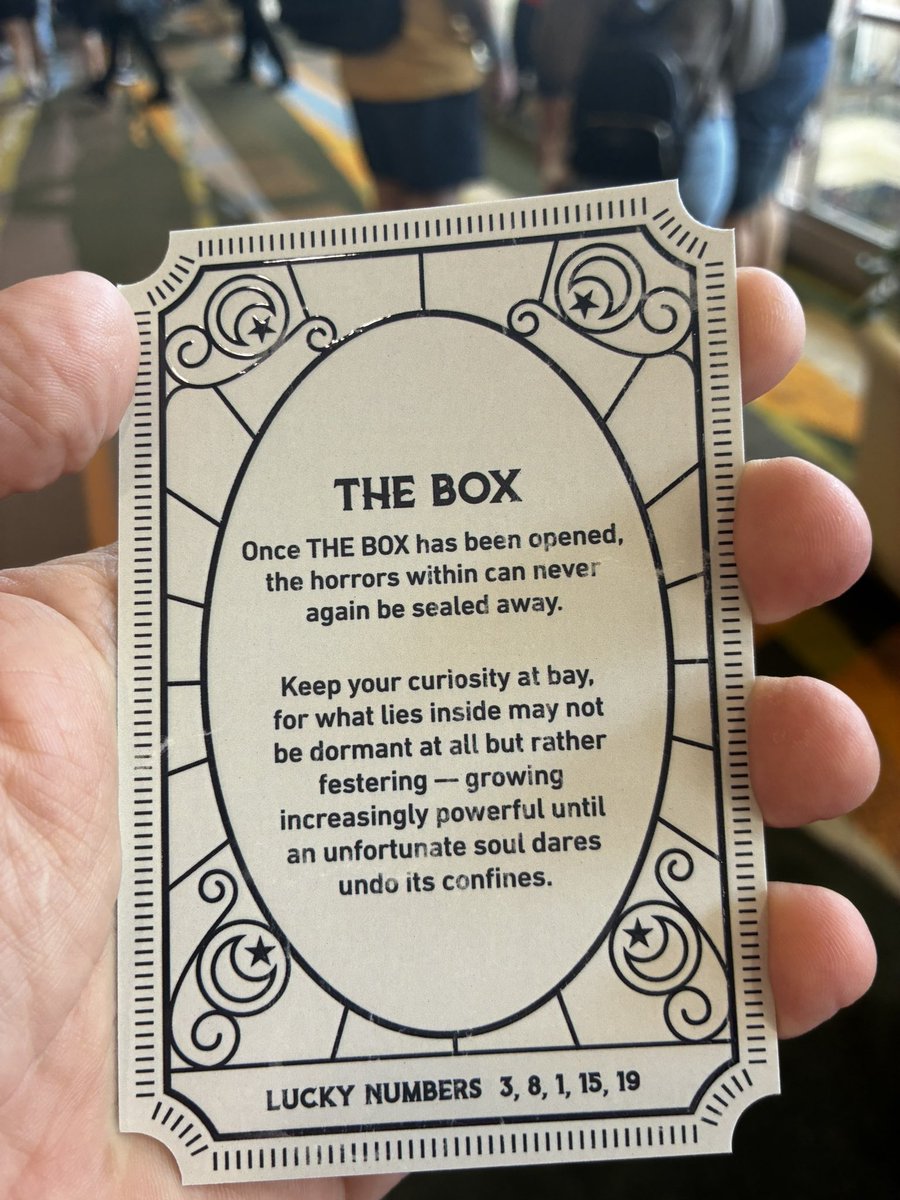 THE BOX
Once THE BOX has been opened,
the horrors within can never
again be sealed away.
Keep your curiosity at bay,
for what lies inside may not
be dormant at all but rather
festering — growing
increasingly powerful until
an unfortunate soul dares
undo its confines.
LUCKY NUMBERS 3, 8, 1, 15, 19